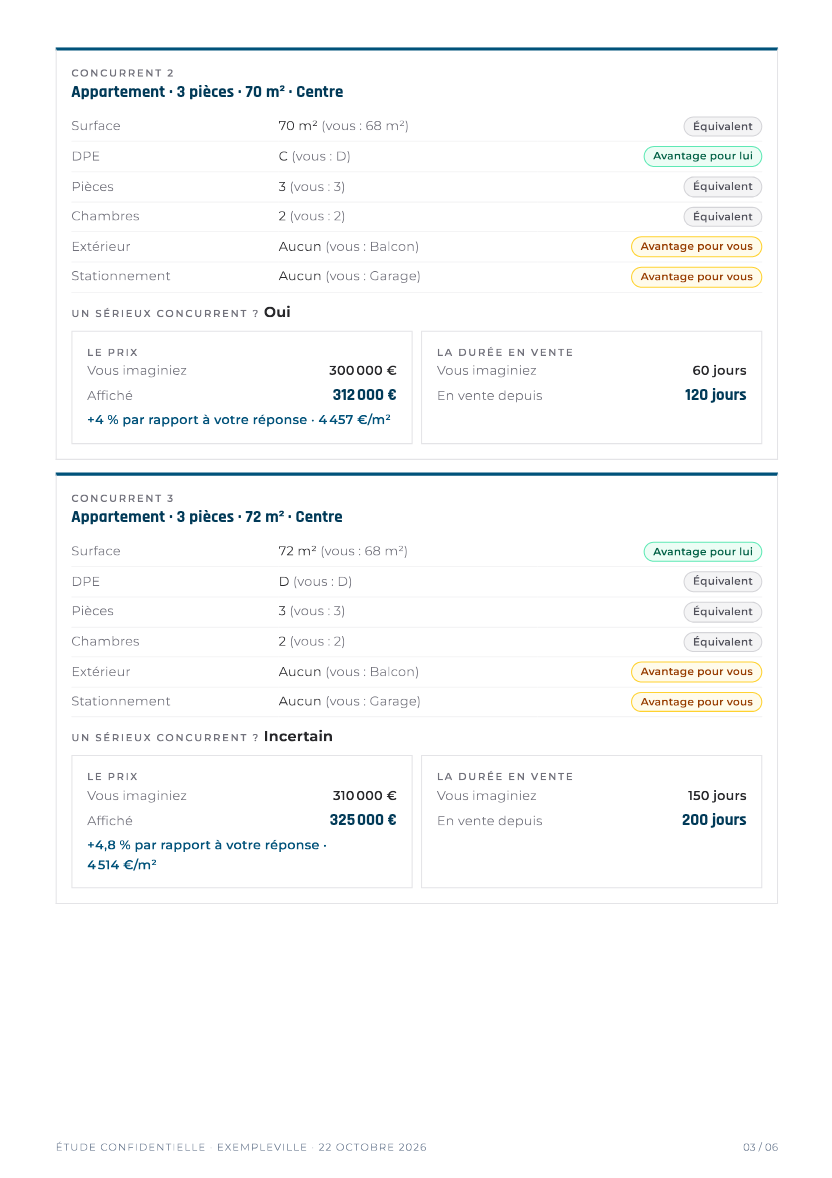 CONCURRENT 2
Appartement · 3 pièces · 70 m² · Centre
Surface 70 m² (vous : 68 m²) Équivalent
DPE C (vous : D) Avantage pour lui
Pièces 3 (vous : 3) Équivalent
Chambres 2 (vous : 2) Équivalent
Extérieur Aucun (vous : Balcon) Avantage pour vous
Stationnement Aucun (vous : Garage) Avantage pour vous
UN SÉRIEUX CONCURRENT ? Oui
LE PRIX
Vous imaginiez 300 000 €
Affiché 312 000 €
+4 % par rapport à votre réponse · 4 457 €/m²
LA DURÉE EN VENTE
Vous imaginiez 60 jours
En vente depuis 120 jours
CONCURRENT 3
Appartement · 3 pièces · 72 m² · Centre
Surface 72 m² (vous : 68 m²) Avantage pour lui
DPE D (vous : D) Équivalent
Pièces 3 (vous : 3) Équivalent
Chambres 2 (vous : 2) Équivalent
Extérieur Aucun (vous : Balcon) Avantage pour vous
Stationnement Aucun (vous : Garage) Avantage pour vous
UN SÉRIEUX CONCURRENT ? Incertain
LE PRIX
Vous imaginiez 310 000 €
Affiché 325 000 €
+4,8 % par rapport à votre réponse ·
4 514 €/m²
LA DURÉE EN VENTE
Vous imaginiez 150 jours
En vente depuis 200 jours
ÉTUDE CONFIDENTIELLE · EXEMPLEVILLE · 22 OCTOBRE 2026 03 / 06